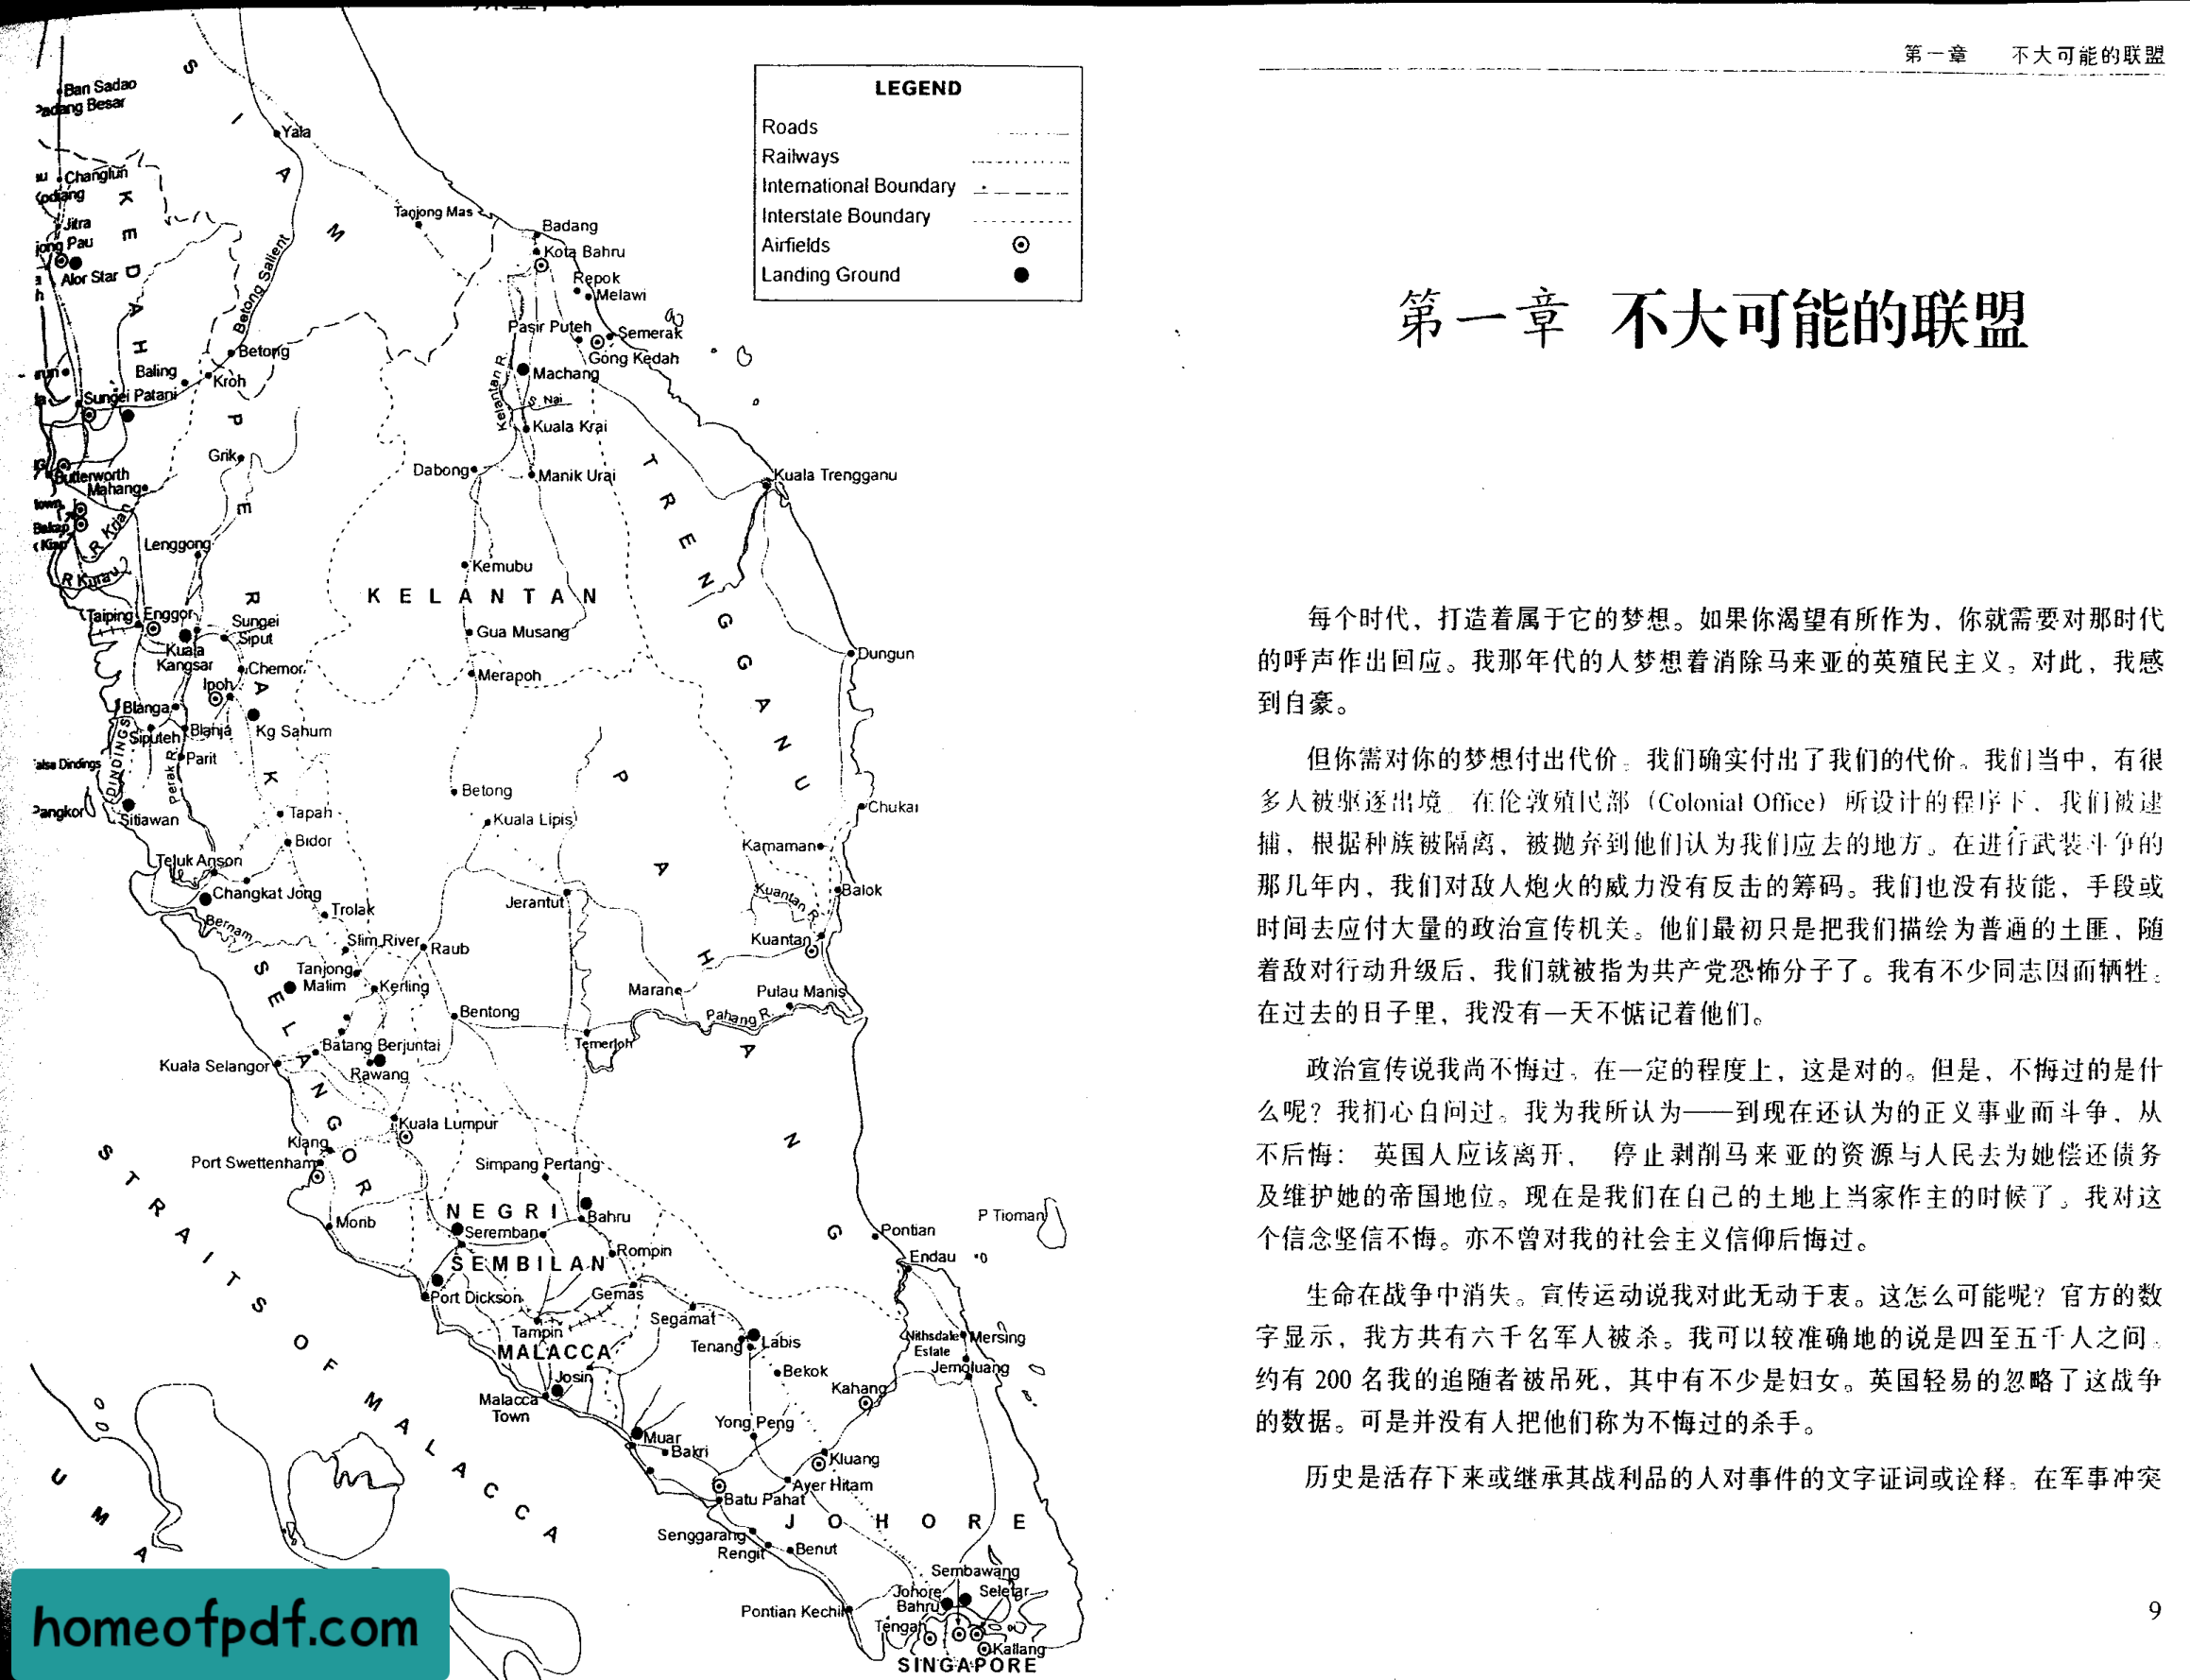 LEGEND
Roads
Railways
International Boundary
Interstate Boundary
Airfields
Landing Ground
SIAM
Ban Sadao
Padang Besar
Yala
Changlun
Kodiang
KEDAH
Jitra
Alor Star
Betong Salient
Tanjong Mas
Badang
Kota Bahru
Repok
Melawi
Pasir Puteh
Semerak
Gong Kedah
Kelantan R.
Machang
S. Nai
Kuala Krai
Betong
Baling
Kroh
Sungei Patani
PERAK
Grik
Dabong
Manik Urai
TRENGGANU
Kuala Trengganu
Butterworth
Mahang
R Krian
Lenggong
R Kurau
Kemubu
KELANTAN
Taiping
Enggor
Sungei
Siput
Kuala
Kangsar
Gua Musang
Chemor
Ipoh
Merapoh
Dungun
Blanga
Siputeh
Blanja
Kg Sahum
DINDINGS
Perak R.
Parit
Pangkor
Sitiawan
Tapah
Betong
Kuala Lipis
PAHANG
Chukai
Bidor
Kamaman
Teluk Anson
Changkat Jong
Kuantan R.
Balok
Jerantut
Trolak
Bernam
Slim River
Raub
Kuantan
SELANGOR
Tanjong
Malim
Kerling
Maran
Pulau Manis
Pahang R.
Bentong
Temerloh
Batang Berjuntai
Kuala Selangor
Rawang
Kuala Lumpur
Klang
Port Swettenham
Simpang Pertang
STRAITS OF MALACCA
NEGRI
Bahru
Morib
Seremban
P Tioman
Pontian
SEMBILAN
Rompin
Endau
Port Dickson
Gemas
Segamat
Tampin
Tenang
Labis
Nithsdale
Estate
Mersing
MALACCA
Jemoluang
Bekok
Josin
Kahang
Malacca
Town
Yong Peng
Muar
Bakri
Kluang
Ayer Hitam
Batu Pahat
JOHORE
Senggarang
Rengit
Benut
Sembawang
Johore
Bahru
Seletar
Pontian Kechil
Tengah
Kallang
SINGAPORE
UMA
homeofpdf.com
第一章 不大可能的联盟
第一章 不大可能的联盟
每个时代，打造着属于它的梦想。如果你渴望有所作为，你就需要对那时代
的呼声作出回应。我那年代的人梦想着消除马来亚的英殖民主义。对此，我感
到自豪。
但你需对你的梦想付出代价。我们确实付出了我们的代价。我们当中，有很
多人被驱逐出境。在伦敦殖民部（Colonial Office）所设计的程序下，我们被逮
捕，根据种族被隔离，被抛弃到他们认为我们应去的地方。在进行武装斗争的
那几年内，我们对敌人炮火的威力没有反击的筹码。我们也没有技能，手段或
时间去应付大量的政治宣传机关。他们最初只是把我们描绘为普通的土匪，随
着敌对行动升级后，我们就被指为共产党恐怖分子了。我有不少同志因而牺牲。
在过去的日子里，我没有一天不惦记着他们。
政治宣传说我尚不悔过。在一定的程度上，这是对的。但是，不悔过的是什
么呢？我扪心自问过。我为我所认为——到现在还认为的正义事业而斗争，从
不后悔： 英国人应该离开， 停止剥削马来亚的资源与人民去为她偿还债务
及维护她的帝国地位。现在是我们在自己的土地上当家作主的时候了。我对这
个信念坚信不悔。亦不曾对我的社会主义信仰后悔过。
生命在战争中消失。宣传运动说我对此无动于衷。这怎么可能呢？官方的数
字显示，我方共有六千名军人被杀。我可以较准确地的说是四至五千人之间。
约有 200 名我的追随者被吊死，其中有不少是妇女。英国轻易的忽略了这战争
的数据。可是并没有人把他们称为不悔过的杀手。
历史是活存下来或继承其战利品的人对事件的文字证词或诠释。在军事冲突
9